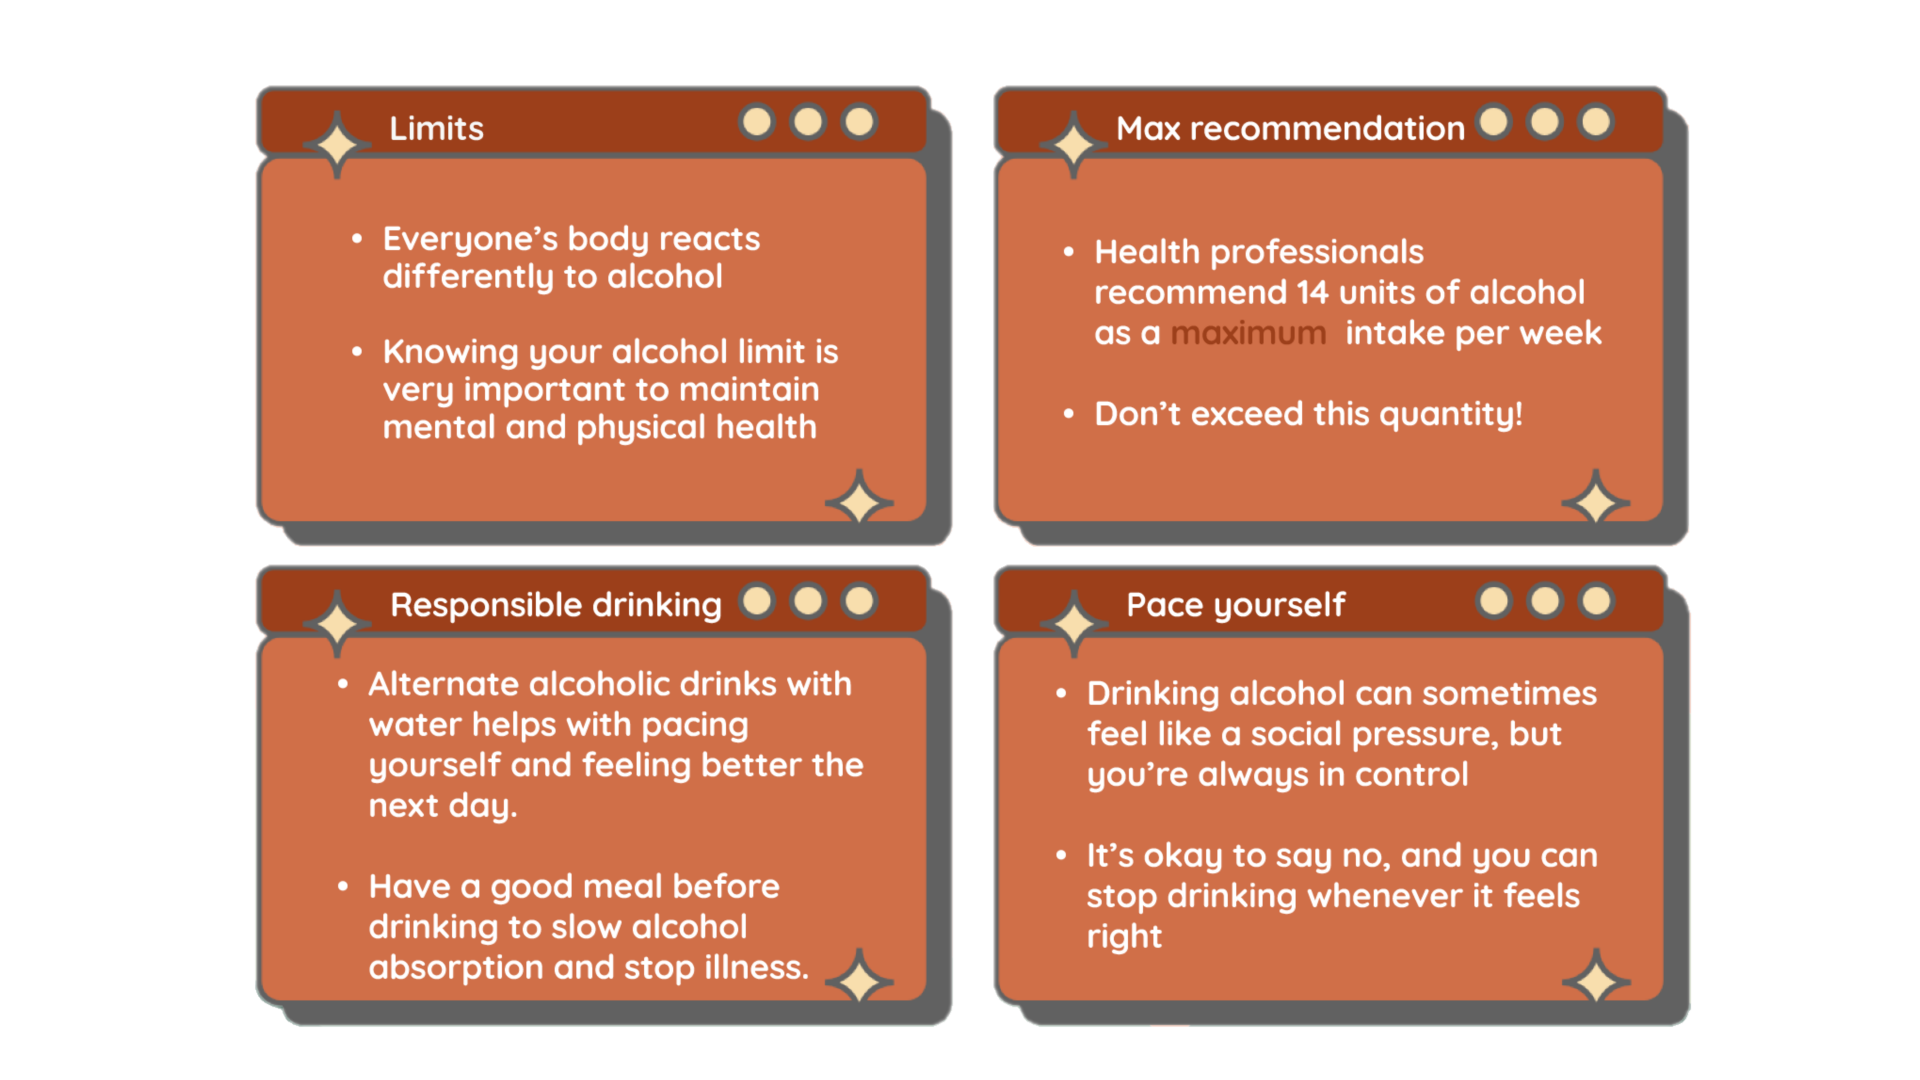 Limits
• Everyone’s body reacts
differently to alcohol
• Knowing your alcohol limit is
very important to maintain
mental and physical health
Max recommendation
• Health professionals
recommend 14 units of alcohol
as a maximum intake per week
• Don’t exceed this quantity!
Responsible drinking
• Alternate alcoholic drinks with
water helps with pacing
yourself and feeling better the
next day.
• Have a good meal before
drinking to slow alcohol
absorption and stop illness.
Pace yourself
• Drinking alcohol can sometimes
feel like a social pressure, but
you’re always in control
• It’s okay to say no, and you can
stop drinking whenever it feels
right